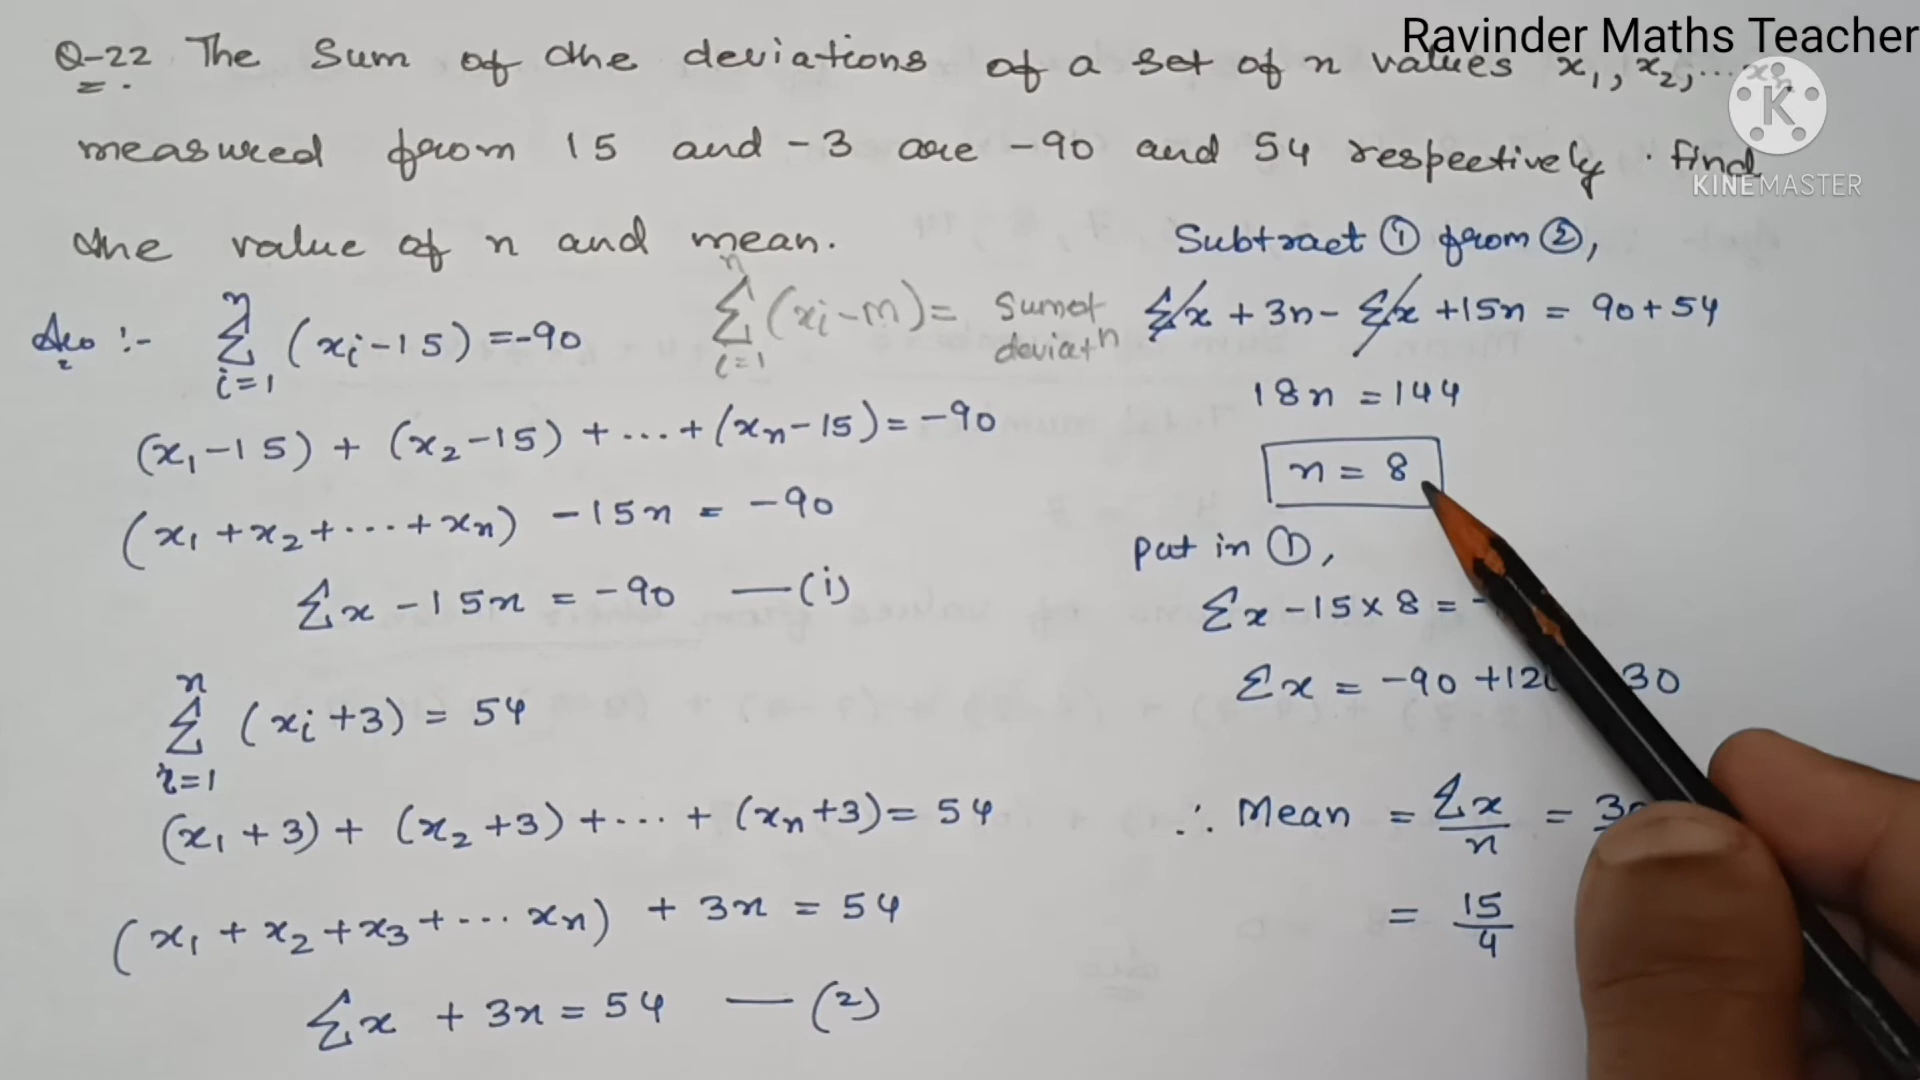 Ravinder Maths Teacher
Q-22 The Sum of the deviations of a set of n values x₁, x₂, ... xₙ
measured from 15 and -3 are -90 and 54 respectively. find
the value of n and mean.
KINEMASTER
Ans :- n Σ i=1 (xᵢ-15) = -90
(x₁-15) + (x₂-15) + ... + (xₙ-15) = -90
(x₁ + x₂ + ... + xₙ) - 15n = -90
Σx - 15n = -90 — (i)
n Σ i=1 (xᵢ+3) = 54
(x₁+3) + (x₂+3) + ... + (xₙ+3) = 54
(x₁ + x₂ + x₃ + ... xₙ) + 3n = 54
Σx + 3n = 54 — (2)
n Σ i=1 (xᵢ-m) = Sum of
deviatⁿ
Subtract ① from ②,
Σx + 3n - Σx + 15n = 90+54
18n = 144
n = 8
put in ①,
Σx - 15×8 = -
Σx = -90 + 12 30
∴ Mean = Σx/n = 3
= 15/4